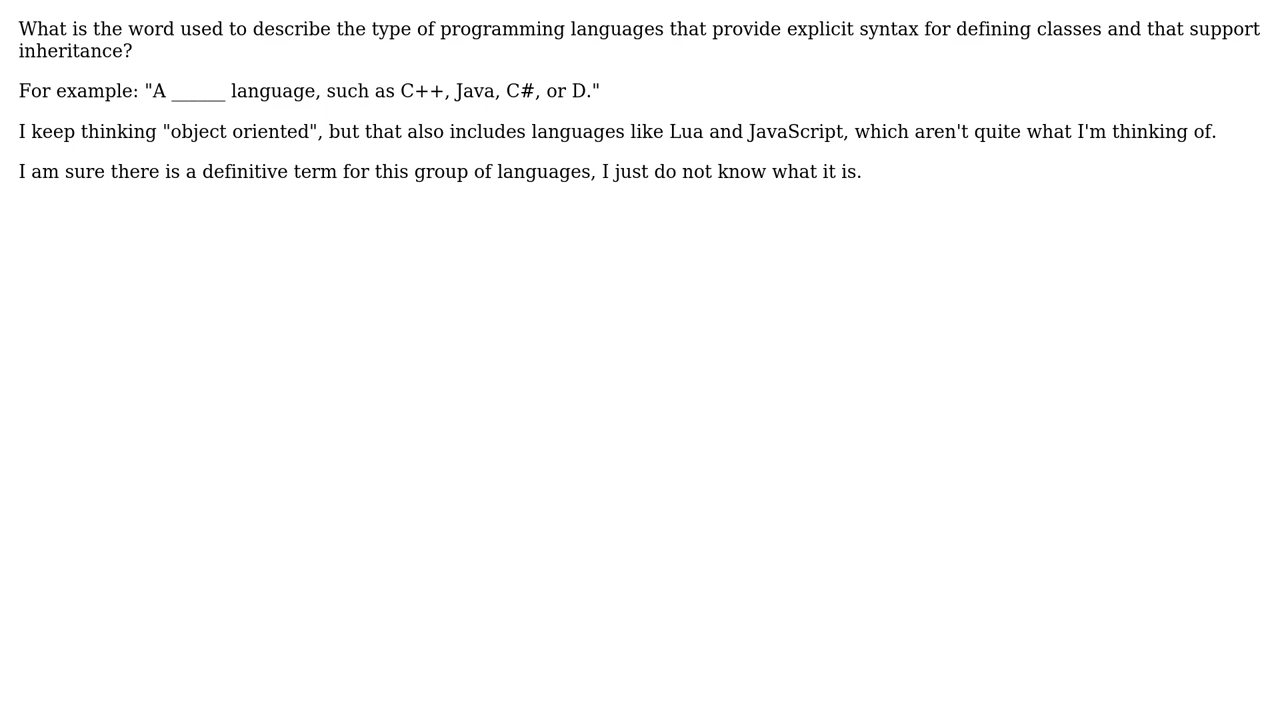 What is the word used to describe the type of programming languages that provide explicit syntax for defining classes and that support
inheritance?
For example: "A ______ language, such as C++, Java, C#, or D."
I keep thinking "object oriented", but that also includes languages like Lua and JavaScript, which aren't quite what I'm thinking of.
I am sure there is a definitive term for this group of languages, I just do not know what it is.